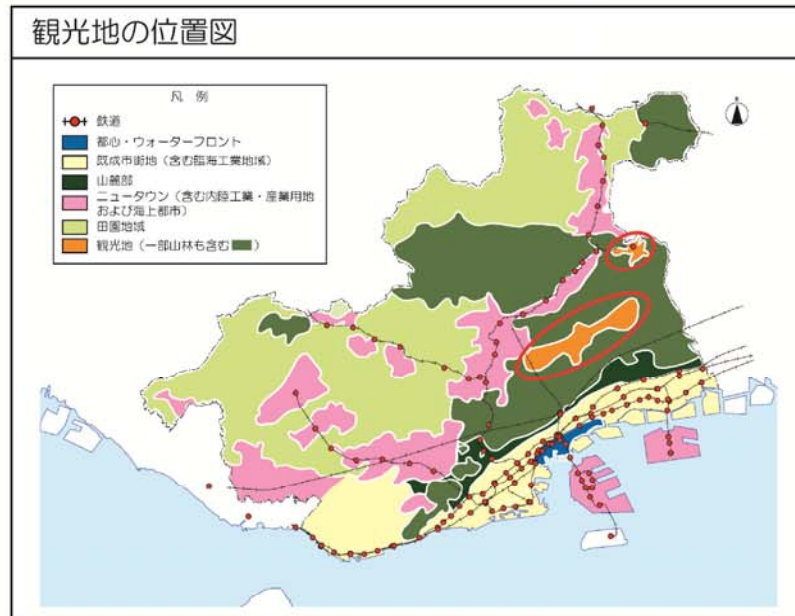 観光地の位置図
凡 例
鉄道
都心・ウォーターフロント
既成市街地（含む臨海工業地域）
山麓部
ニュータウン（含む内陸工業・産業用地
および海上都市）
田園地域
観光地（一部山林も含む　　）